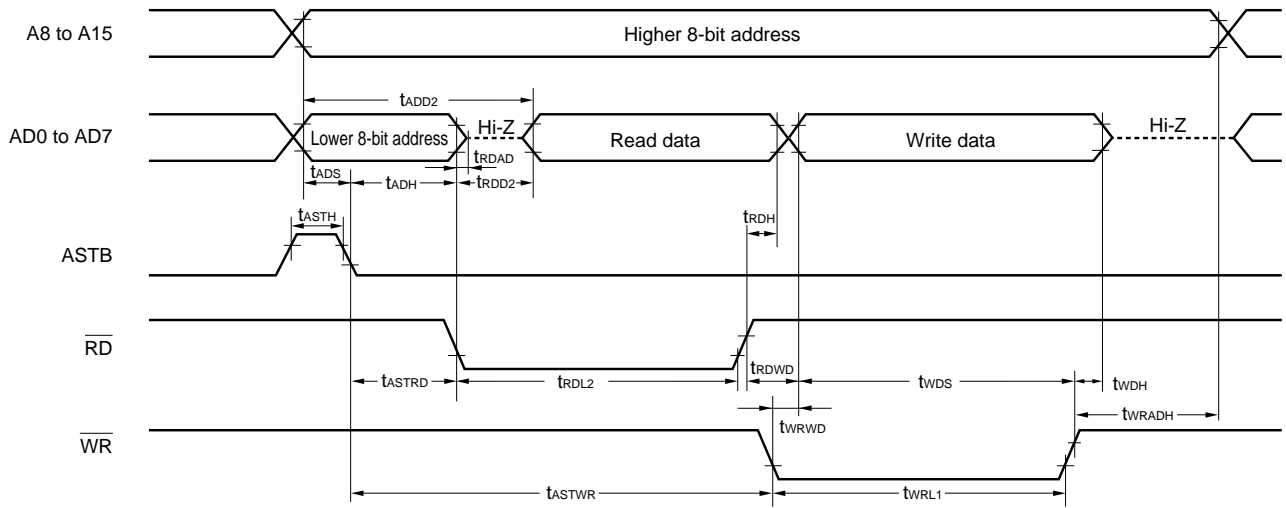 A8 to A15
Higher 8-bit address
tADD2
AD0 to AD7
Lower 8-bit address
Hi-Z
Read data
Write data
Hi-Z
tRDAD
tADS
tADH
tRDD2
tASTH
tRDH
ASTB
RD
tASTRD
tRDL2
tRDWD
tWDS
tWDH
tWRWD
tWRADH
WR
tASTWR
tWRL1